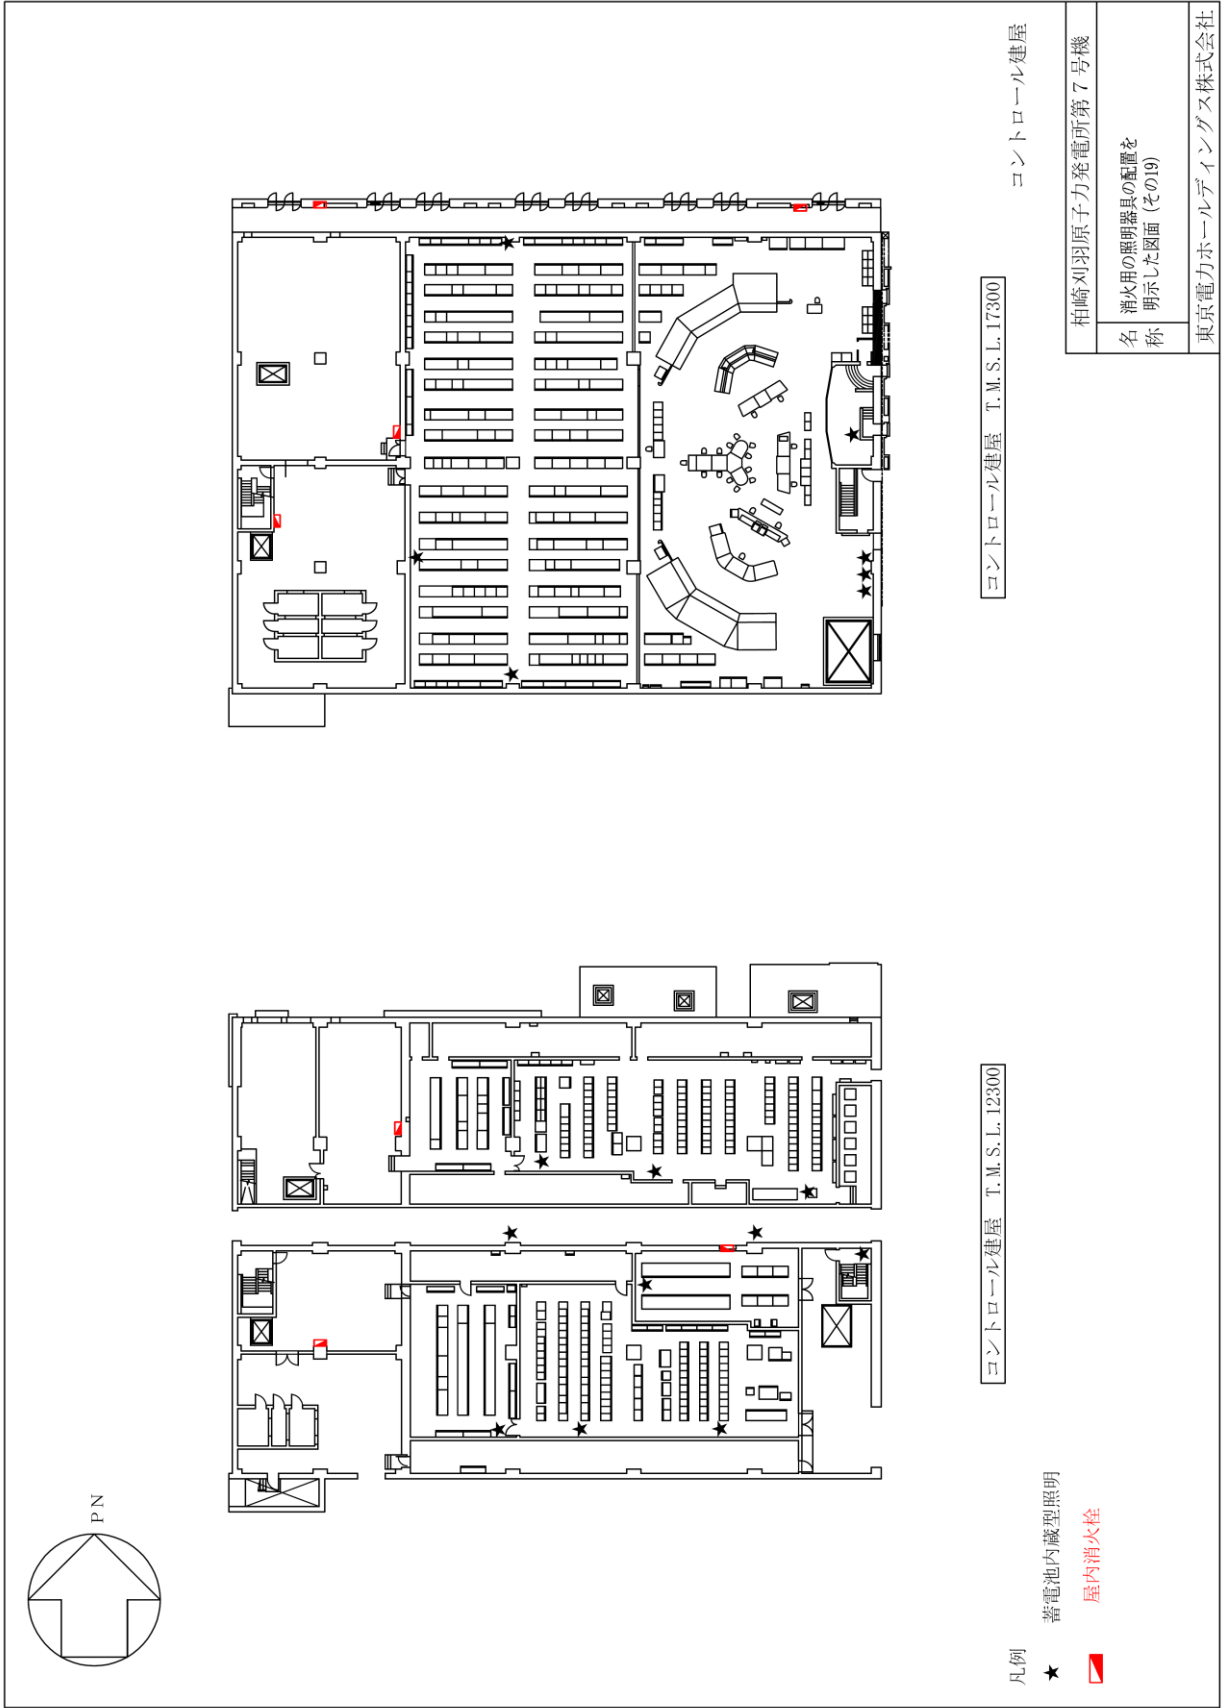 PN
コントロール建屋 T.M.S.L.12300
コントロール建屋 T.M.S.L.17300
コントロール建屋
凡例
★ 蓄電池内蔵型照明
屋内消火栓
柏崎刈羽原子力発電所第7号機
名称
消火用の照明器具の配置を
明示した図面 (その19)
東京電力ホールディングス株式会社